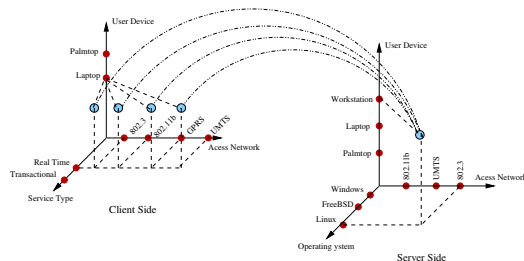 User Device
Palmtop
Laptop
802.3
802.11b
GPRS
UMTS
Acess Network
Real Time
Transactional
Service Type
Client Side
User Device
Workstation
Laptop
Palmtop
Windows
FreeBSD
Linux
Operating system
802.11b
UMTS
802.3
Acess Network
Server Side